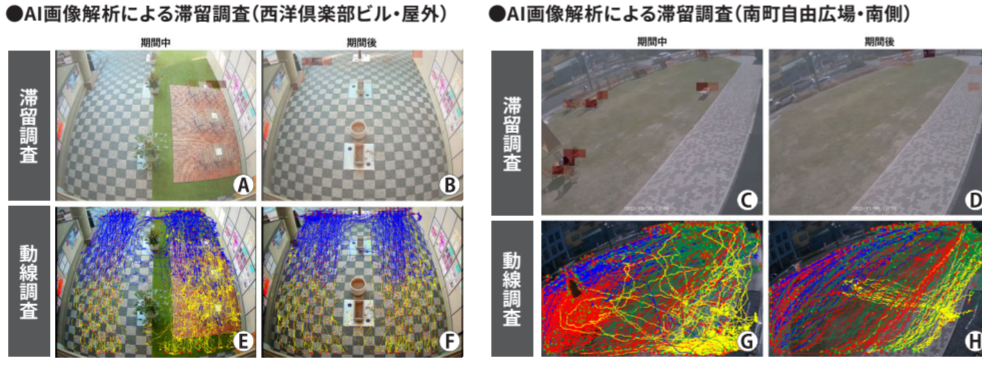 ●AI画像解析による滞留調査（西洋倶楽部ビル・屋外）
期間中
期間後
滞留調査
A
B
動線調査
E
F
●AI画像解析による滞留調査（南町自由広場・南側）
期間中
期間後
滞留調査
C
D
動線調査
G
H